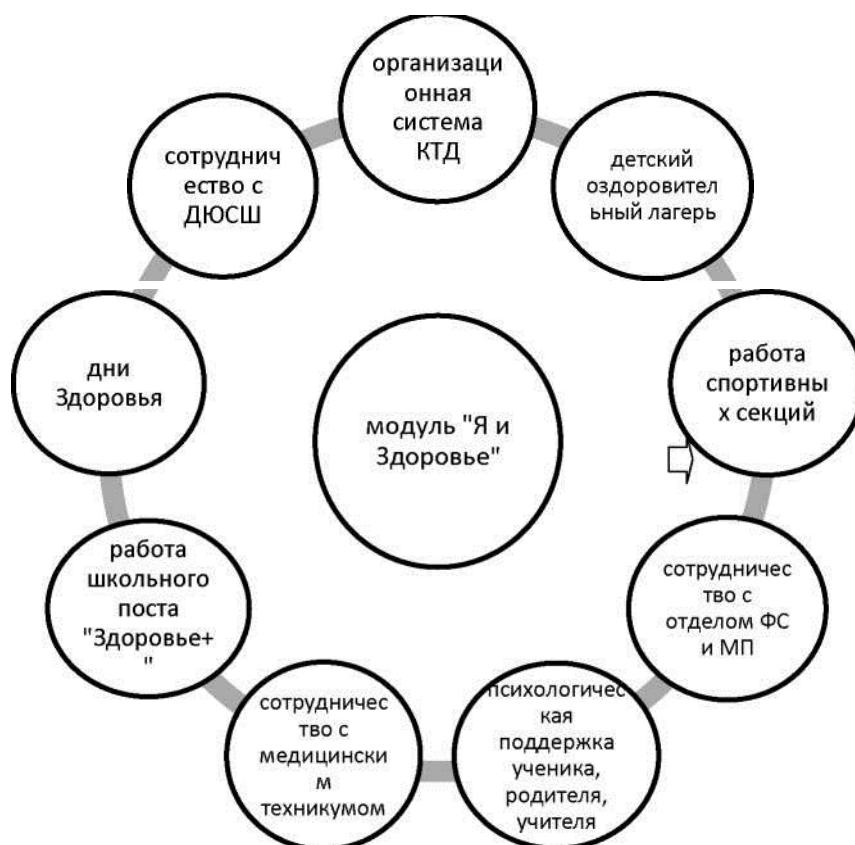 организаци
онная
система
КТД
детский
оздоровител
ьный лагерь
работа
спортивны
х секций
сотрудничес
тво с
отделом ФС
и МП
психологичес
кая
поддержка
ученика,
родителя,
учителя
сотрудничес
тво с
медицински
м
техникумом
работа
школьного
поста
"Здоровье+
"
дни
Здоровья
сотруднич
ество с
ДЮСШ
модуль "Я и
Здоровье"